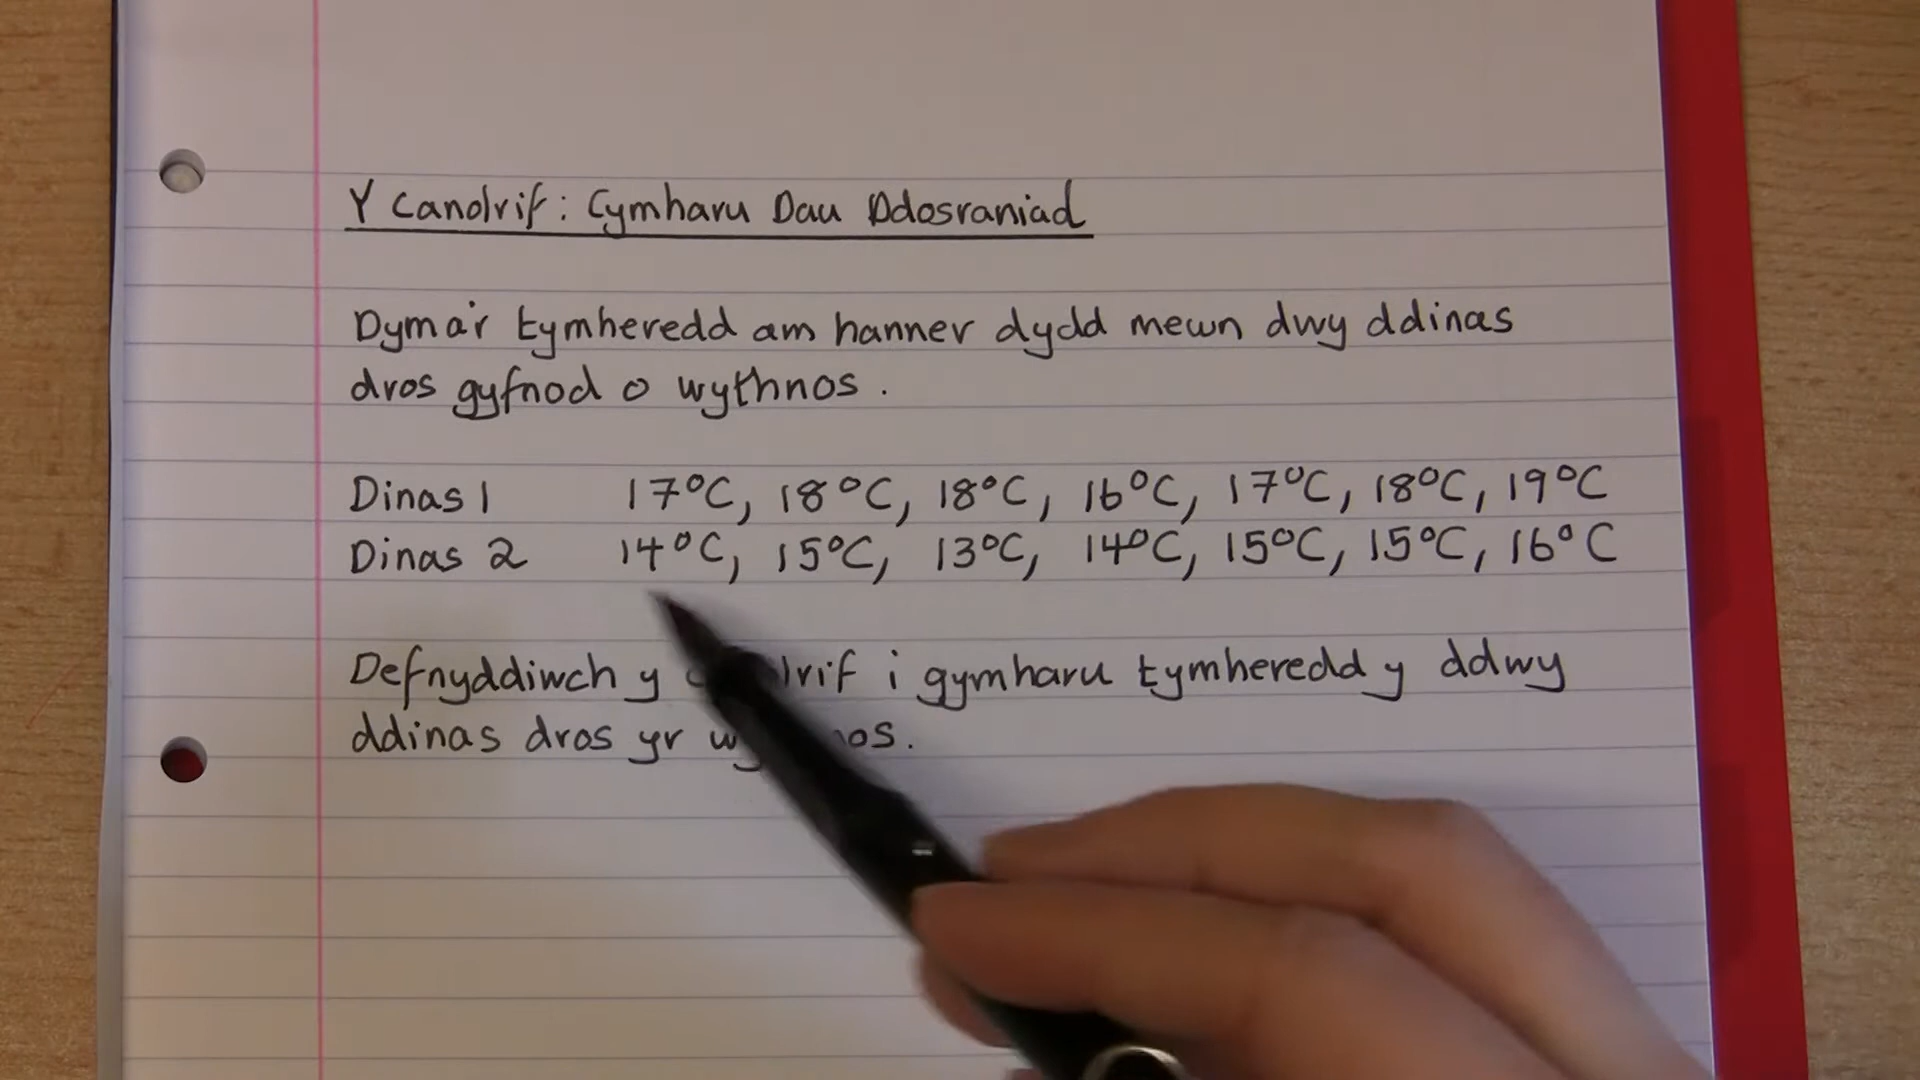 Y Canolrif: Cymharu Dau Ddosraniad
Dyma'r tymheredd am hanner dydd mewn dwy ddinas
dros gyfnod o wythnos.
Dinas 1 17°C, 18°C, 18°C, 16°C, 17°C, 18°C, 19°C
Dinas 2 14°C, 15°C, 13°C, 14°C, 15°C, 15°C, 16°C
Defnyddiwch y i gymharu tymheredd y ddwy
ddinas dros yr